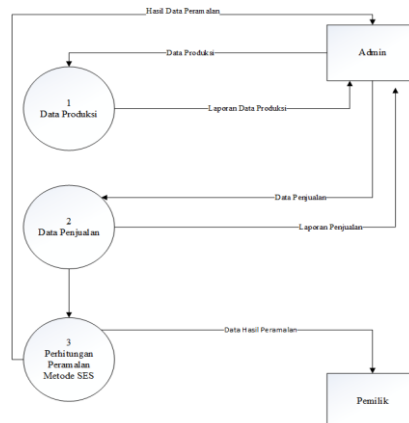 Hasil Data Peramalan
Admin
Data Produksi
1
Data Produksi
Laporan Data Produksi
Data Penjualan
2
Data Penjualan
Laporan Penjualan
3
Perhitungan
Peramalan
Metode SES
Data Hasil Peramalan
Pemilik